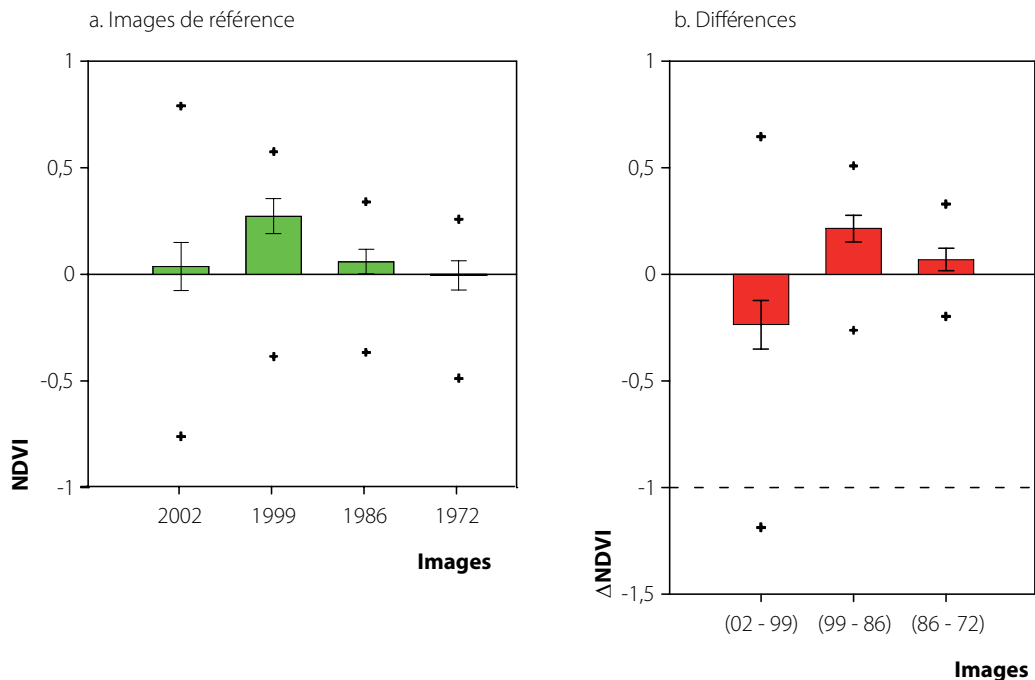 a. Images de référence
1
0,5
0
-0,5
-1
NDVI
2002 1999 1986 1972
Images
b. Différences
1
0,5
0
-0,5
-1
-1,5
ΔNDVI
(02 - 99) (99 - 86) (86 - 72)
Images